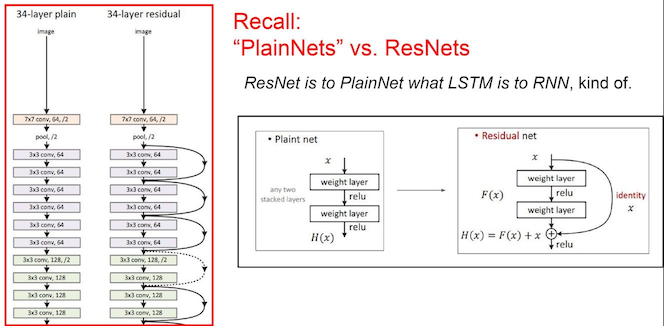 34-layer plain
34-layer residual
image
image
7x7 conv, 64, /2
7x7 conv, 64, /2
pool, /2
pool, /2
3x3 conv, 64
3x3 conv, 64
3x3 conv, 64
3x3 conv, 64
3x3 conv, 64
3x3 conv, 64
3x3 conv, 64
3x3 conv, 64
3x3 conv, 64
3x3 conv, 64
3x3 conv, 64
3x3 conv, 64
3x3 conv, 128, /2
3x3 conv, 128, /2
3x3 conv, 128
3x3 conv, 128
3x3 conv, 128
3x3 conv, 128
3x3 conv, 128
3x3 conv, 128
Recall:
“PlainNets” vs. ResNets
ResNet is to PlainNet what LSTM is to RNN, kind of.
• Plaint net
x
any two
stacked layers
weight layer
relu
weight layer
relu
H(x)
• Residual net
x
weight layer
F(x)
relu
weight layer
identity
x
H(x) = F(x) + x
relu